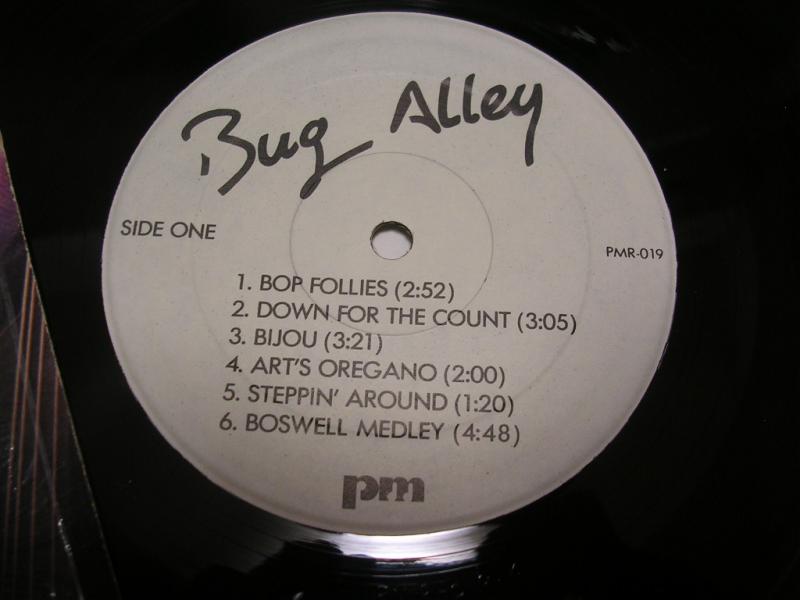 Bug Alley
SIDE ONE
PMR-019
1. BOP FOLLIES (2:52)
2. DOWN FOR THE COUNT (3:05)
3. BIJOU (3:21)
4. ART'S OREGANO (2:00)
5. STEPPIN' AROUND (1:20)
6. BOSWELL MEDLEY (4:48)
pm